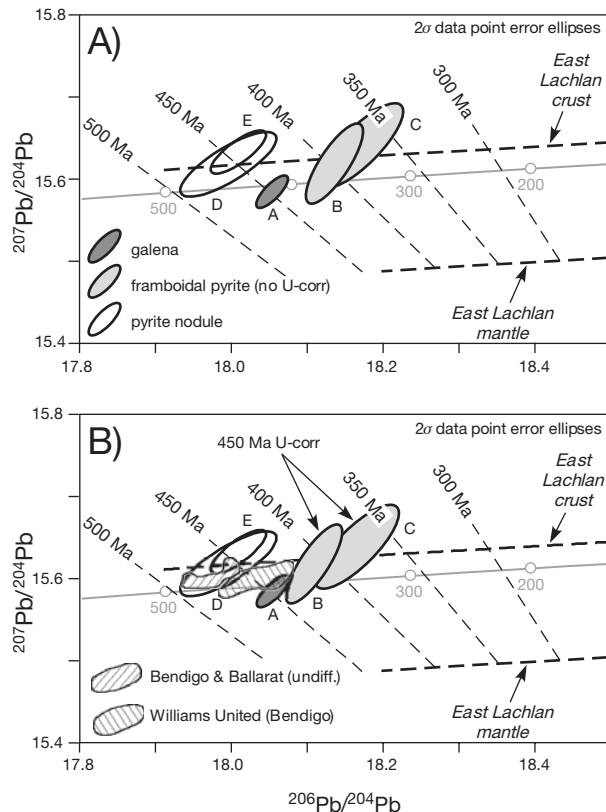 A)
2σ data point error ellipses
East
Lachlan
crust
300 Ma
350 Ma
400 Ma
450 Ma
500 Ma
E
C
D
A
B
500
300
200
galena
framboidal pyrite (no U-corr)
pyrite nodule
East Lachlan
mantle
15.8
15.6
15.4
207Pb/204Pb
17.8
18.0
18.2
18.4
B)
2σ data point error ellipses
450 Ma U-corr
East
Lachlan
crust
300 Ma
350 Ma
400 Ma
450 Ma
500 Ma
E
C
D
A
B
500
300
200
Bendigo & Ballarat (undiff.)
Williams United (Bendigo)
East Lachlan
mantle
15.8
15.6
15.4
207Pb/204Pb
17.8
18.0
18.2
18.4
206Pb/204Pb